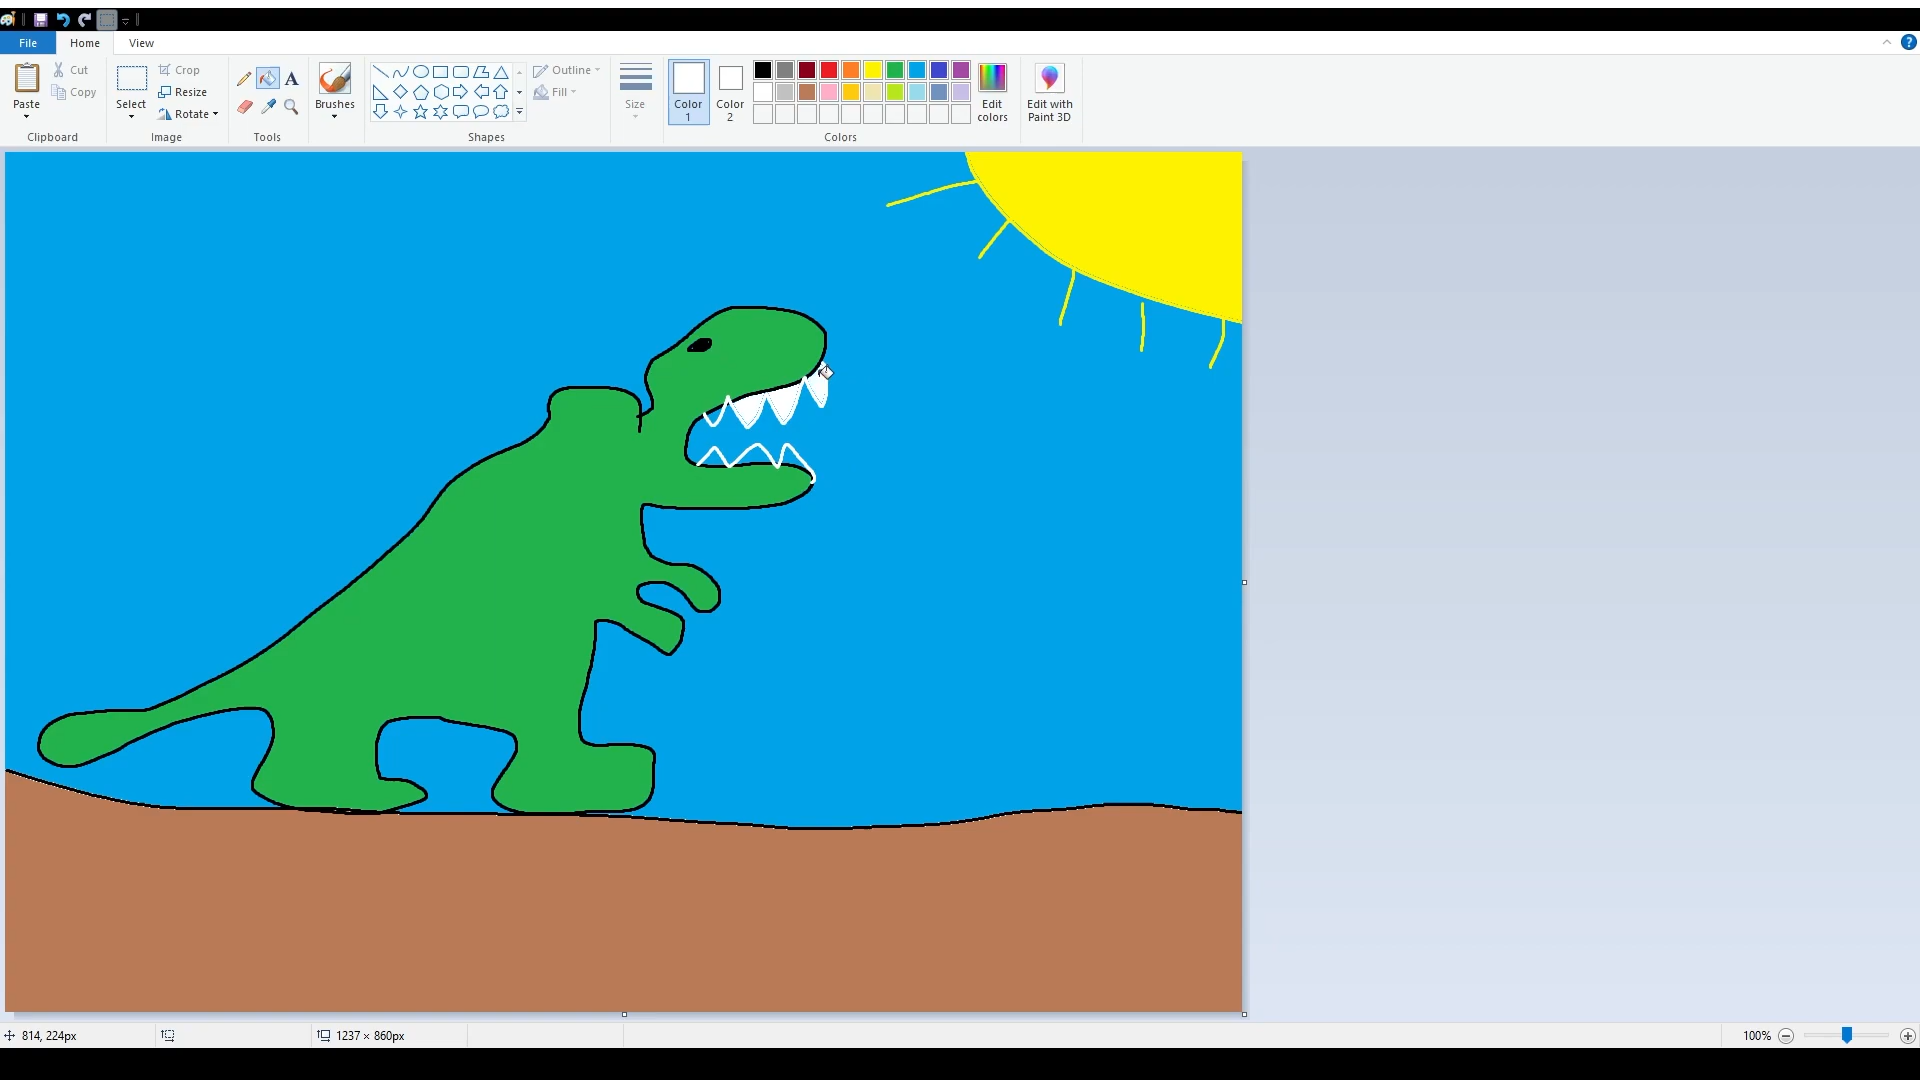 File Home View
?
Paste
Cut
Copy
Clipboard
Select
Crop
Resize
Rotate
Image
A
Tools
Brushes
Shapes
Outline
Fill
Size
Color
1
Color
2
Edit
colors
Colors
Edit with
Paint 3D
814, 224px
1237 × 860px
100%